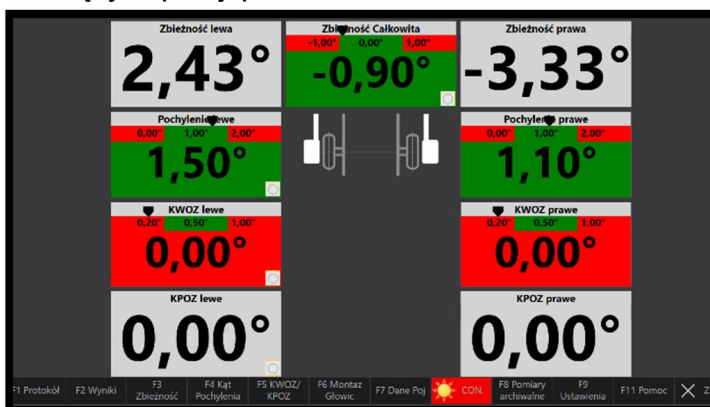 Zbieżność lewa
Zbieżność Całkowita
Zbieżność prawa
-1,00° 0,00° 1,00°
2,43°
-0,90°
-3,33°
Pochylenie lewe
Pochylenie prawe
0,00° 1,00° 2,00°
0,00° 1,00° 2,00°
1,50°
1,10°
KWOZ lewe
KWOZ prawe
0,20° 0,50° 1,00°
0,20° 0,50° 1,00°
0,00°
0,00°
KPOZ lewe
KPOZ prawe
0,00°
0,00°
F1 Protokół
F2 Wyniki
F3
Zbieżność
F4 Kąt
Pochylenia
F5 KWOZ/
KPOZ
F6 Montaż
Głowic
F7 Dane Poj
CON.
F8 Pomiary
archiwalne
F9
Ustawienia
F11 Pomoc